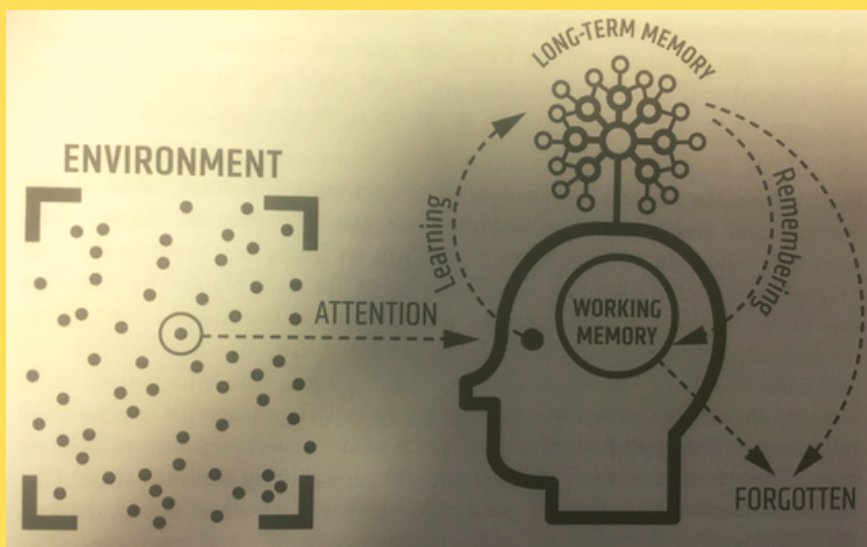 LONG-TERM MEMORY
ENVIRONMENT
Learning
Remembering
ATTENTION
WORKING
MEMORY
FORGOTTEN